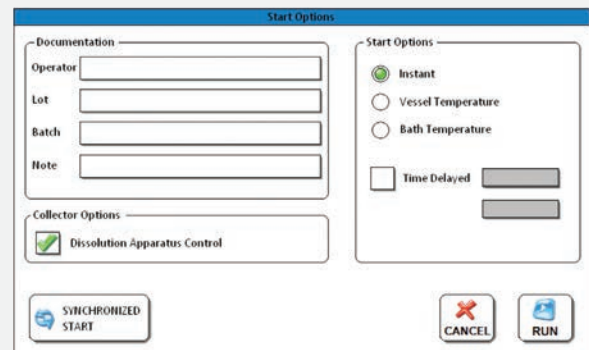 Start Options
Documentation
Operator
Lot
Batch
Note
Collector Options
Dissolution Apparatus Control
Start Options
Instant
Vessel Temperature
Bath Temperature
Time Delayed
SYNCHRONIZED
START
CANCEL
RUN